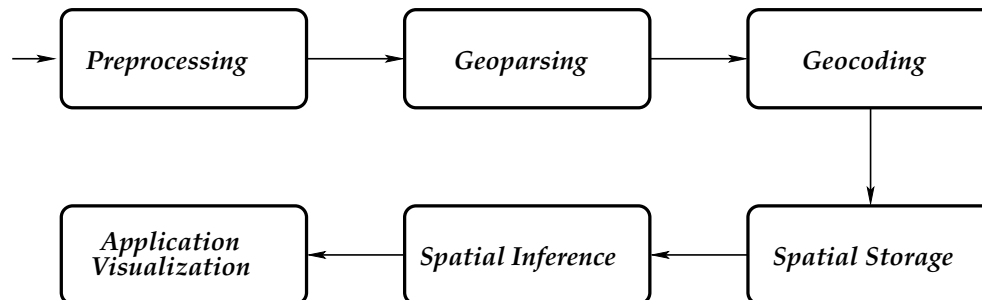 Preprocessing
Geoparsing
Geocoding
Spatial Storage
Spatial Inference
Application
Visualization